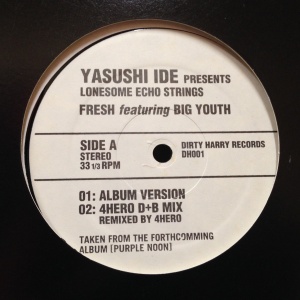 YASUSHI IDE PRESENTS
LONESOME ECHO STRINGS
FRESH featuring BIG YOUTH
SIDE A
STEREO
33 1/3 RPM
DIRTY HARRY RECORDS
DH001
01: ALBUM VERSION
02: 4HERO D+B MIX
REMIXED BY 4HERO
TAKEN FROM THE FORTHCOMMING
ALBUM [PURPLE NOON]